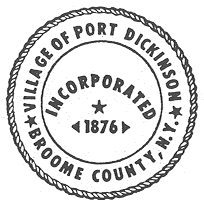 VILLAGE OF PORT DICKINSON
BROOME COUNTY, N.Y.
INCORPORATED
1876